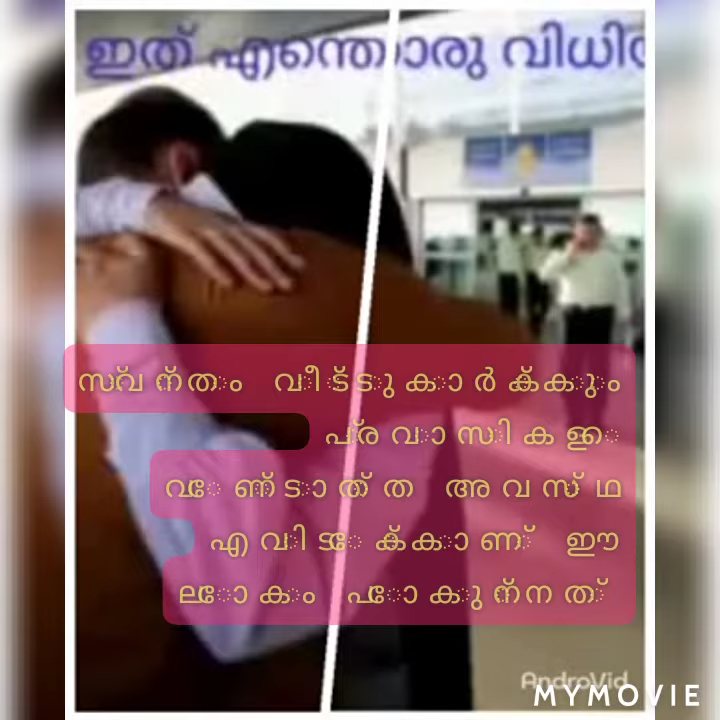 ഇത് എന്തൊരു വിധി
സ്വന്തം വീട്ടുകാർക്കും
പ്രവാസികളെ
വേണ്ടാത്ത അവസ്ഥ
എവിടേക്കാണ് ഈ
ലോകം പോകുന്നത്
AndroVid
MYMOVIE